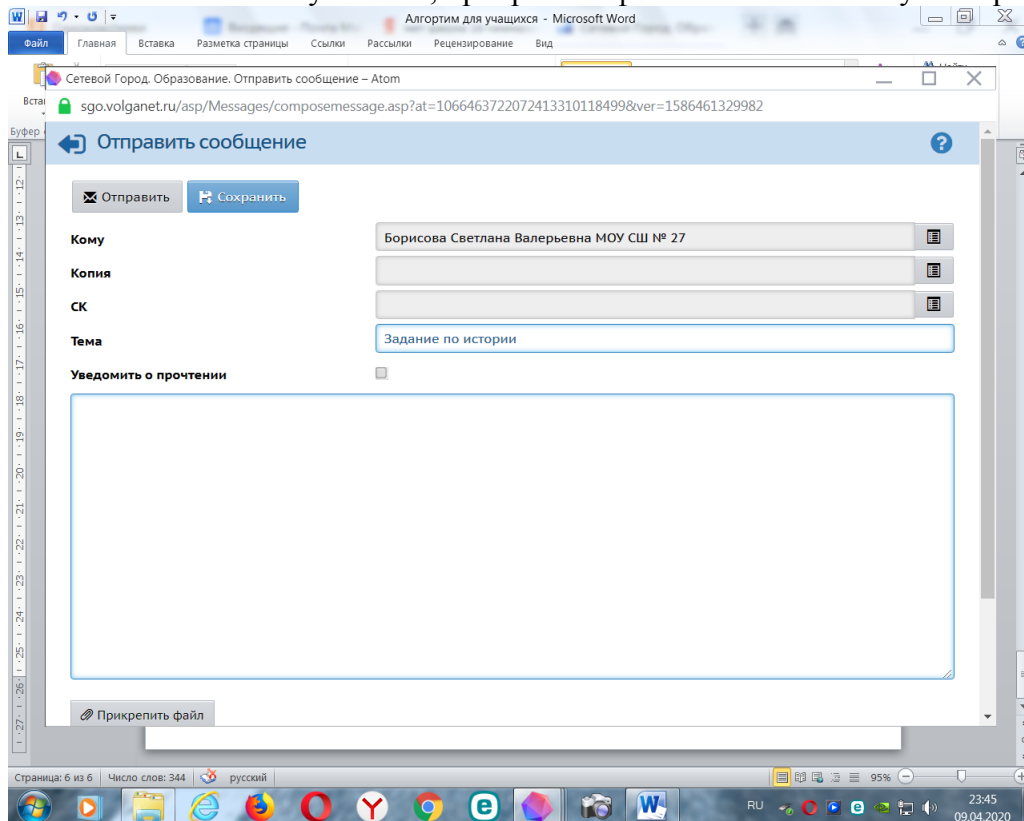 Алгортим для учащихся - Microsoft Word
Файл Главная Вставка Разметка страницы Ссылки Рассылки Рецензирование Вид
Сетевой Город. Образование. Отправить сообщение – Atom
sgo.volganet.ru/asp/Messages/composemessage.asp?at=106646372207241331011849&ver=1586461329982
Отправить сообщение
Отправить Сохранить
Кому Борисова Светлана Валерьевна МОУ СШ № 27
Копия
СК
Тема Задание по истории
Уведомить о прочтении
Прикрепить файл
Страница: 6 из 6 Число слов: 344 русский 95%
RU 23:45
09.04.2020